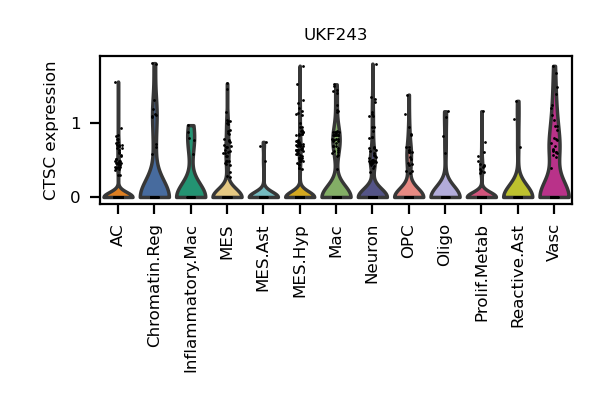 UKF243
CTSC expression
1
0
AC
Chromatin.Reg
Inflammatory.Mac
MES
MES.Ast
MES.Hyp
Mac
Neuron
OPC
Oligo
Prolif.Metab
Reactive.Ast
Vasc